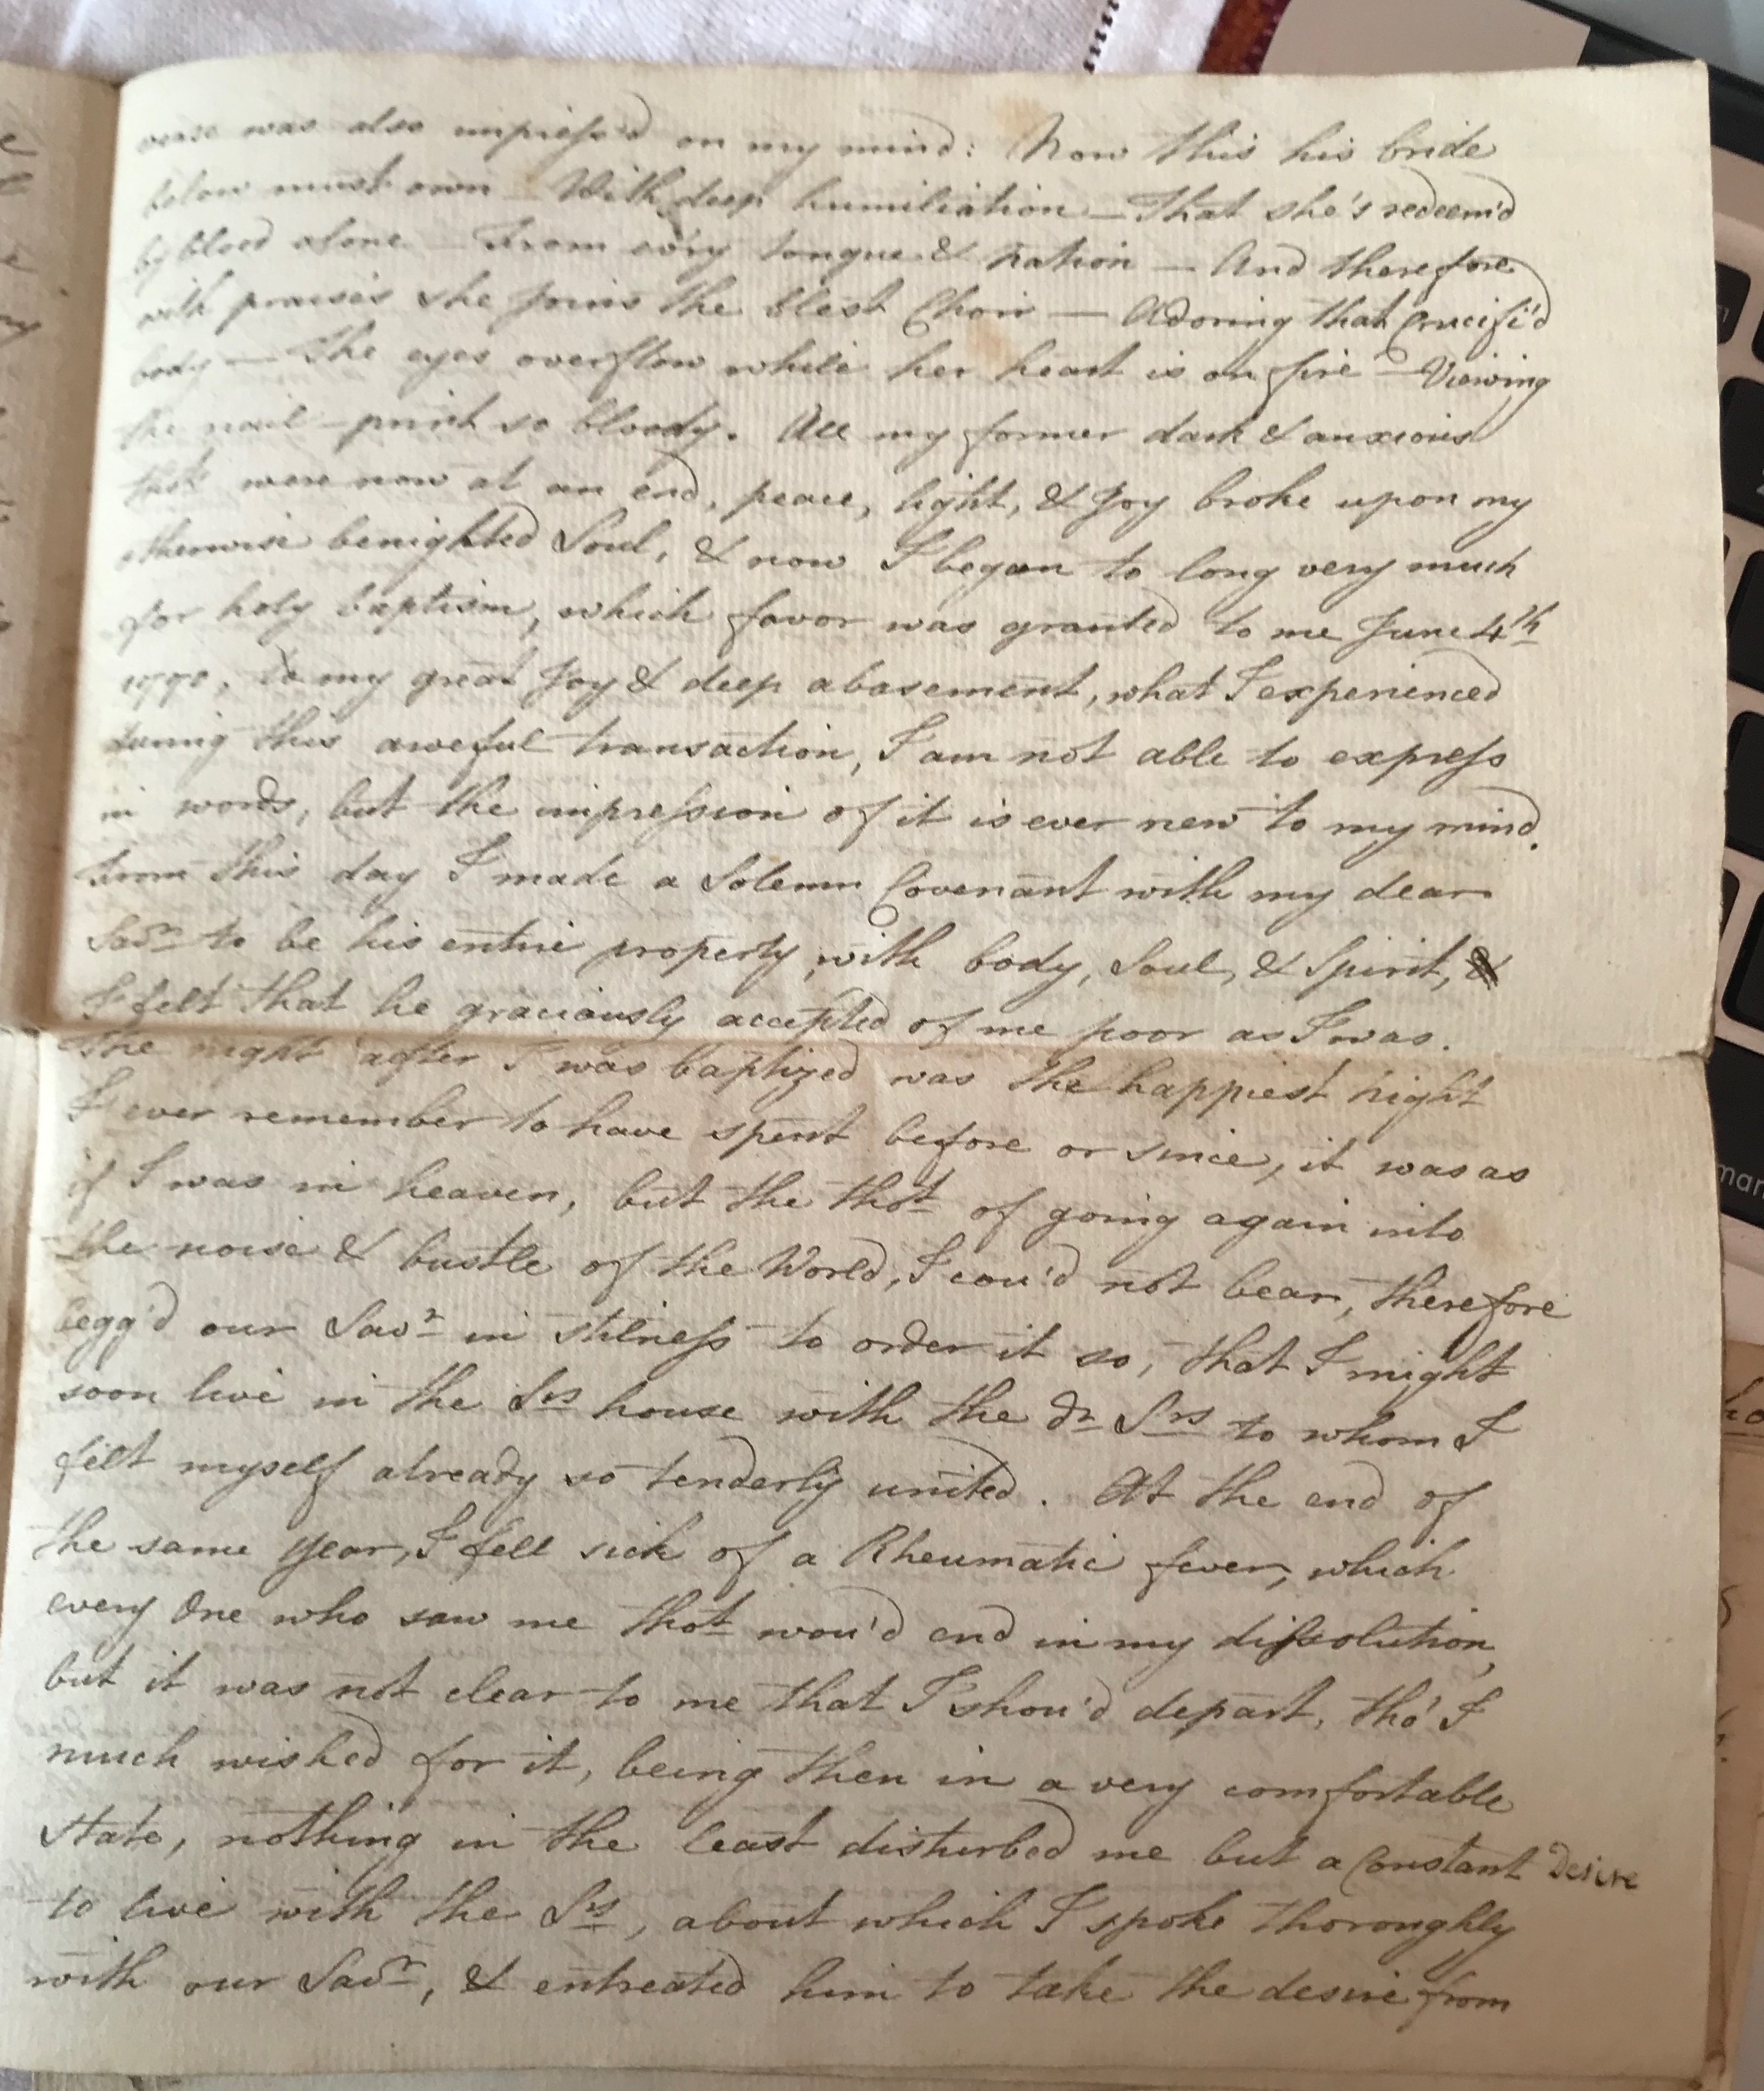 verse was also impress'd on my mind: Now this his bride
below must own – With deep humiliation – That she's redeem'd
by blood alone – From ev'ry tongue & nation – And therefore
with praises she joins the blest Choir – Adoring that Crucifi'd
body – The eyes overflow while her heart is on fire – Viewing
the nail-print so bloody. All my former dark & anxious
thots were now at an end, peace, light, & Joy broke upon my
otherwise benighted Soul, & now I began to long very much
for holy baptism, which favor was granted to me June 4th
to my great Joy & deep abasement, what I experienced
during this aweful transaction, I am not able to express
in words, but the impression of it is ever new to my mind.
From this day I made a Solemn Covenant with my dear
Savr to be his entire property, with body, Soul, & Spirit,
I felt that he graciously accepted of me poor as I was.
The night after I was baptized was the happiest night
I ever remember to have spent before or since, it was as
if I was in heaven, but the thot of going again into
the noise & bustle of the World, I cou'd not bear, therefore
begg'd our Savr in stilness to order it so, that I might
soon live in the Srs house with the dr Srs to whom I
felt myself already so tenderly united. At the end of
the same year, I fell sick of a Rheumatic fever, which
every One who saw me thot wou'd end in my dissolution,
but it was not clear to me that I shou'd depart, tho' I
much wished for it, being then in a very comfortable
state, nothing in the least disturbed me but a Constant Desire
to live with the Srs, about which I spoke thoroughly
with our Savr, & entreated him to take the desire from